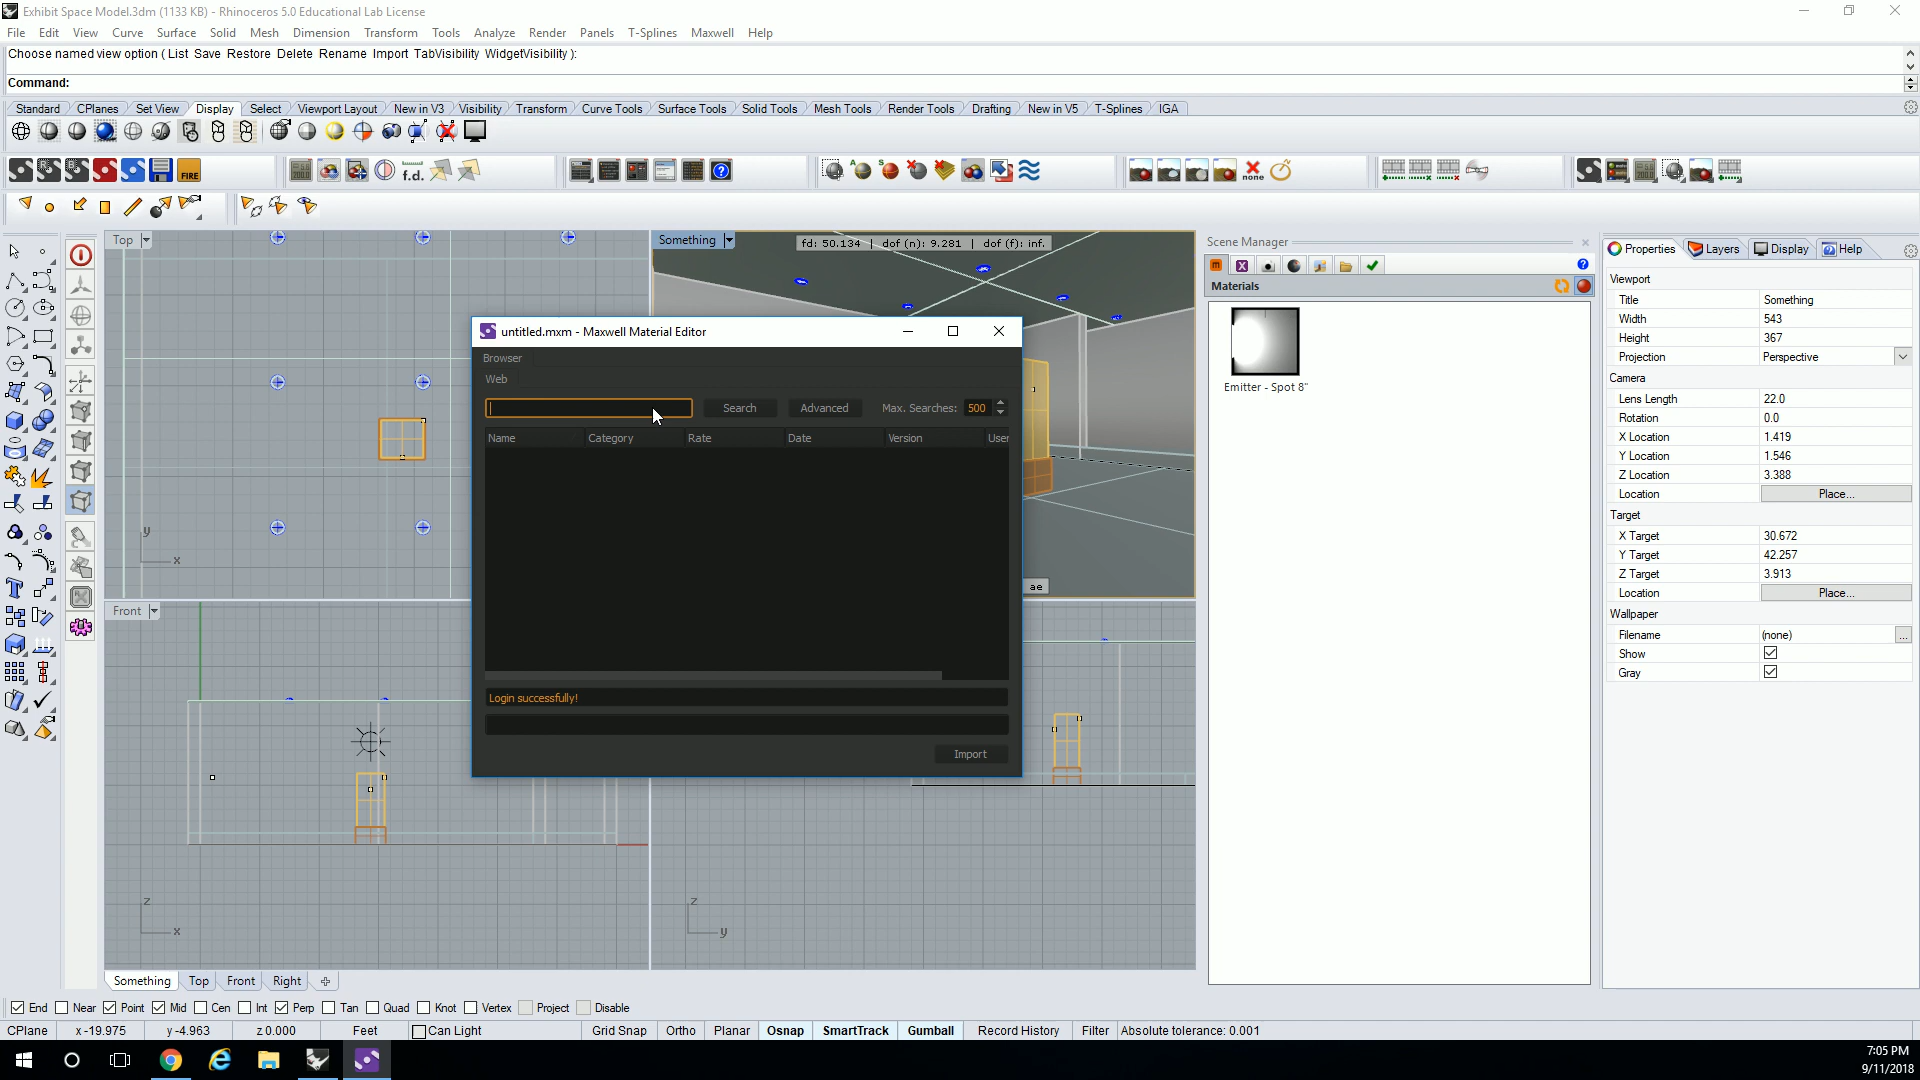 Exhibit Space Model.3dm (1133 KB) - Rhinoceros 5.0 Educational Lab License
File Edit View Curve Surface Solid Mesh Dimension Transform Tools Analyze Render Panels T-Splines Maxwell Help
Choose named view option ( List Save Restore Delete Rename Import TabVisibility WidgetVisibility ):
Command:
Standard CPlanes Set View Display Select Viewport Layout New in V3 Visibility Transform Curve Tools Surface Tools Solid Tools Mesh Tools Render Tools Drafting New in V5 T-Splines IGA
FIRE f.d. none
Top
Something
fd: 50.134 | dof (n): 9.281 | dof (f): inf.
Scene Manager
Properties Layers Display Help
Materials
Emitter - Spot 8"
Viewport
Title Something
Width 543
Height 367
Projection Perspective
Camera
Lens Length 22.0
Rotation 0.0
X Location 1.419
Y Location 1.546
Z Location 3.388
Location Place...
Target
X Target 30.672
Y Target 42.257
Z Target 3.913
Location Place...
Wallpaper
Filename (none) ...
Show
Gray
untitled.mxm - Maxwell Material Editor
Browser
Web
Search Advanced Max. Searches: 500
Name Category Rate Date Version User
Login successfully!
Import
ae
y
x
Front
z
x
z
y
Something Top Front Right
End Near Point Mid Cen Int Perp Tan Quad Knot Vertex Project Disable
CPlane x -19.975 y -4.963 z 0.000 Feet Can Light Grid Snap Ortho Planar Osnap SmartTrack Gumball Record History Filter Absolute tolerance: 0.001
7:05 PM
9/11/2018